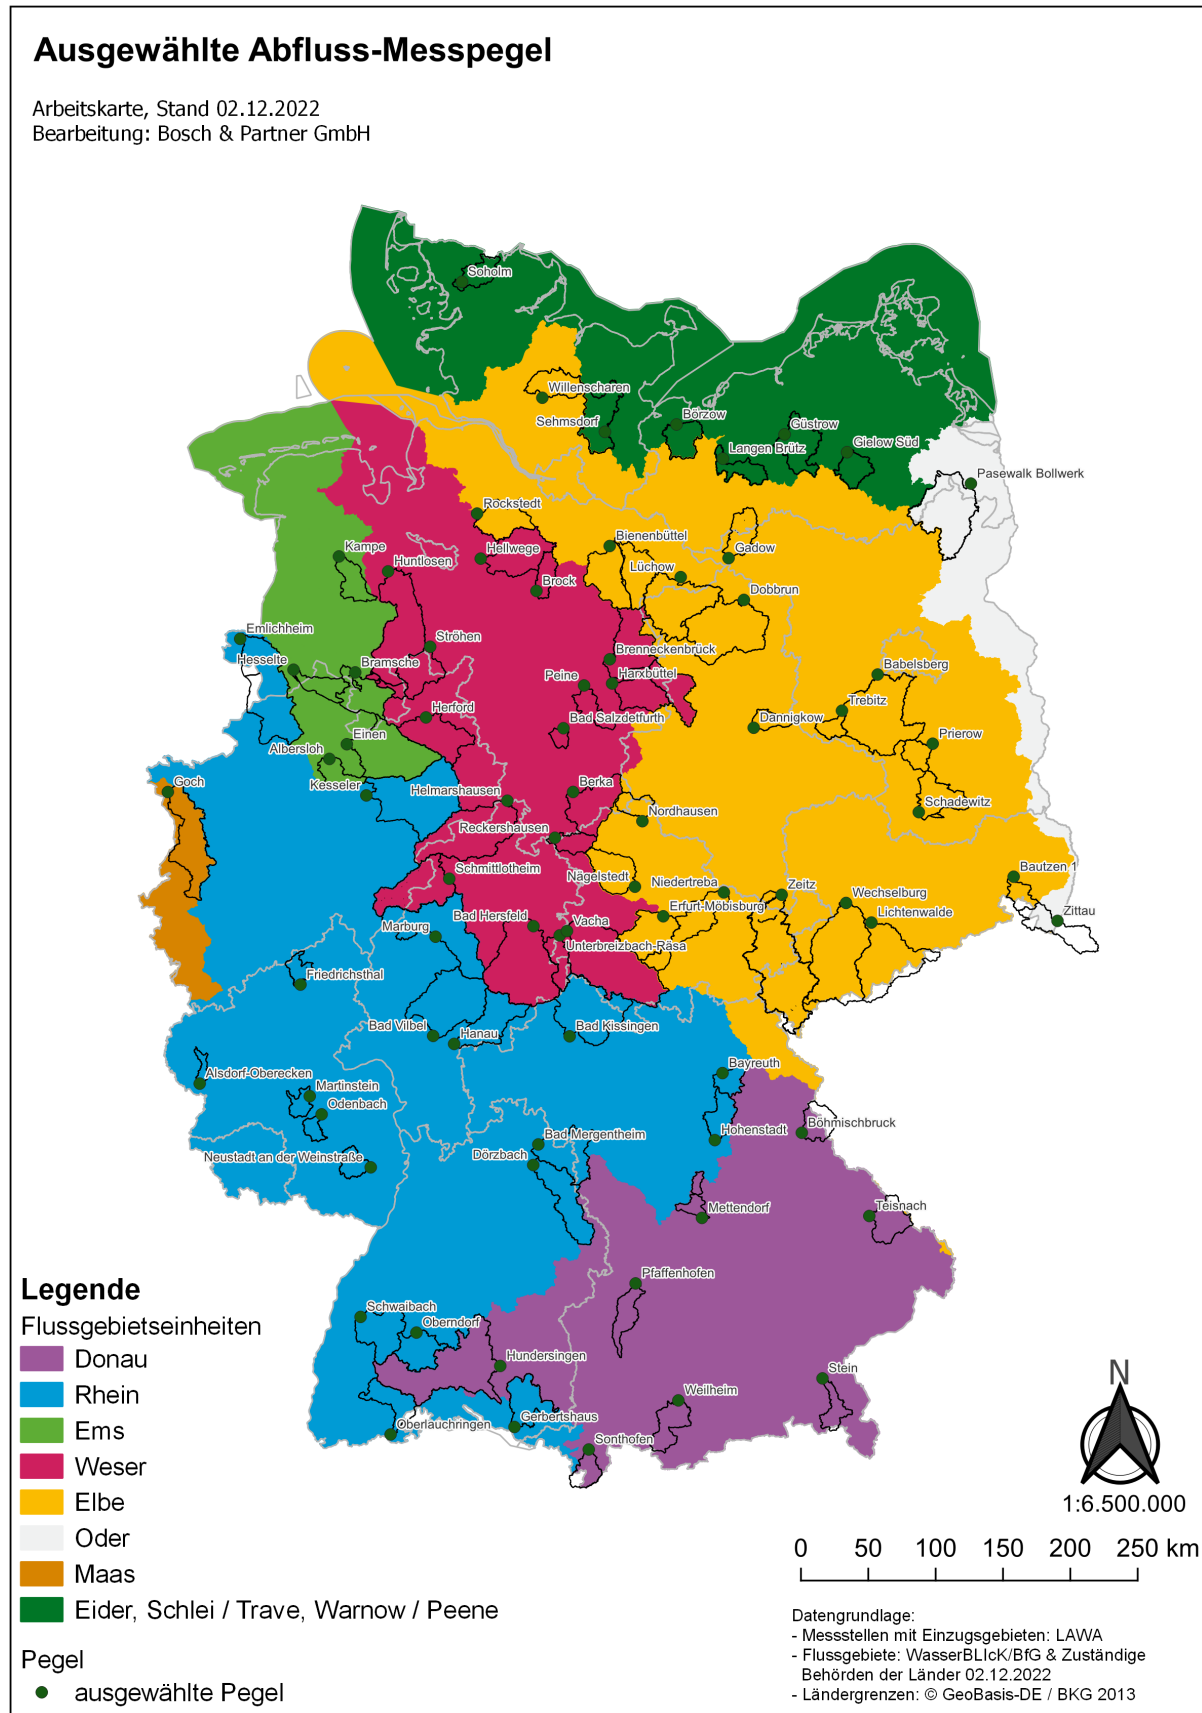 Ausgewählte Abfluss-Messpegel
Arbeitskarte, Stand 02.12.2022
Bearbeitung: Bosch & Partner GmbH
Soholm
Willenscharen
Sehmsdorf
Börzow
Güstrow
Langen Brütz
Gielow Süd
Pasewalk Bollwerk
Rockstedt
Bienenbüttel
Kampe
Huntlosen
Hellwege
Gadow
Lüchow
Brock
Dobbrun
Emlichheim
Ströhen
Hesselte
Bramsche
Brenneckenbrück
Babelsberg
Peine
Harxbüttel
Herford
Trebitz
Bad Salzdetfurth
Dannigkow
Einen
Prierow
Albersloh
Goch
Kesseler
Helmarshausen
Berka
Schadewitz
Nordhausen
Reckershausen
Schmittlotheim
Nägelstedt
Niedertreba
Zeitz
Bautzen 1
Wechselburg
Erfurt-Möbisburg
Lichtenwalde
Zittau
Bad Hersfeld
Vacha
Marburg
Unterbreizbach-Räsa
Friedrichsthal
Bad Vilbel
Hanau
Bad Kissingen
Alsdorf-Oberecken
Bayreuth
Martinstein
Odenbach
Böhmischbruck
Hohenstadt
Bad Mergentheim
Dörzbach
Neustadt an der Weinstraße
Mettendorf
Teisnach
Pfaffenhofen
Schwaibach
Oberndorf
Hundersingen
Stein
Weilheim
Gerbertshaus
Oberlauchringen
Sonthofen
Legende
Flussgebietseinheiten
Donau
Rhein
Ems
Weser
Elbe
Oder
Maas
Eider, Schlei / Trave, Warnow / Peene
Pegel
ausgewählte Pegel
N
1:6.500.000
0 50 100 150 200 250 km
Datengrundlage:
- Messstellen mit Einzugsgebieten: LAWA
- Flussgebiete: WasserBLIcK/BfG & Zuständige
Behörden der Länder 02.12.2022
- Ländergrenzen: © GeoBasis-DE / BKG 2013